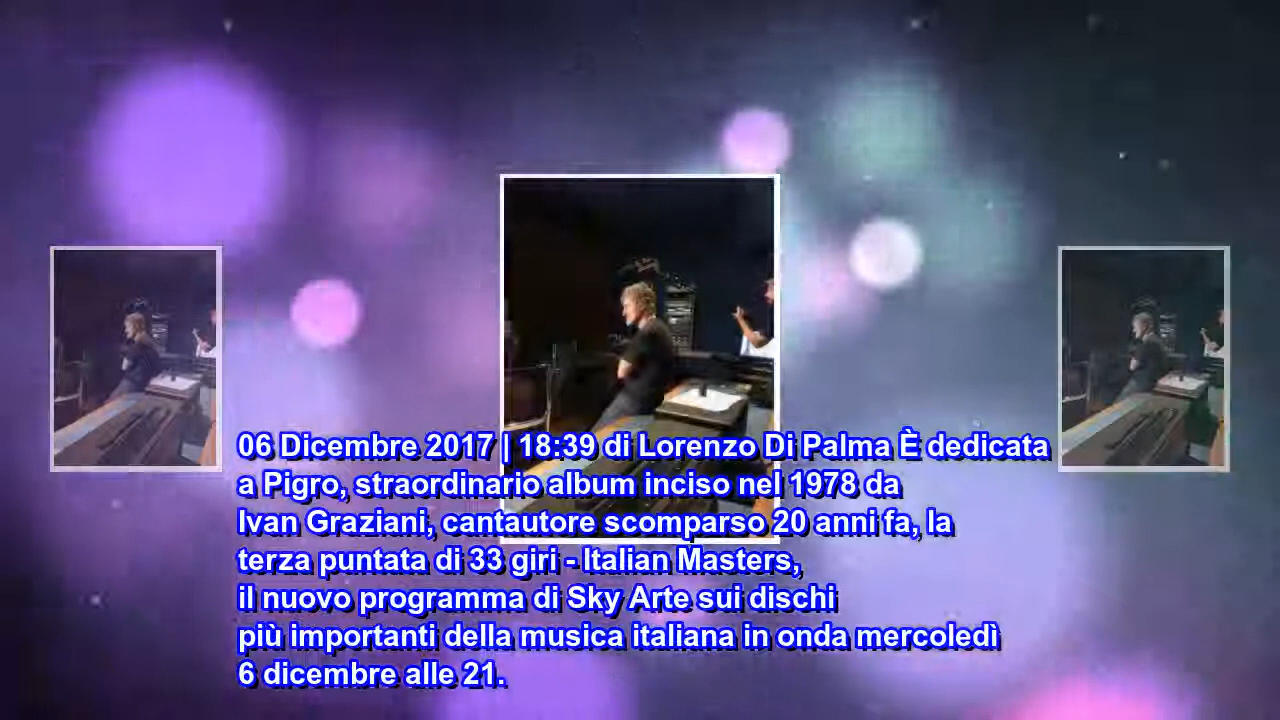 06 Dicembre 2017 | 18:39 di Lorenzo Di Palma È dedicata
a Pigro, straordinario album inciso nel 1978 da
Ivan Graziani, cantautore scomparso 20 anni fa, la
terza puntata di 33 giri - Italian Masters,
il nuovo programma di Sky Arte sui dischi
più importanti della musica italiana in onda mercoledì
6 dicembre alle 21.